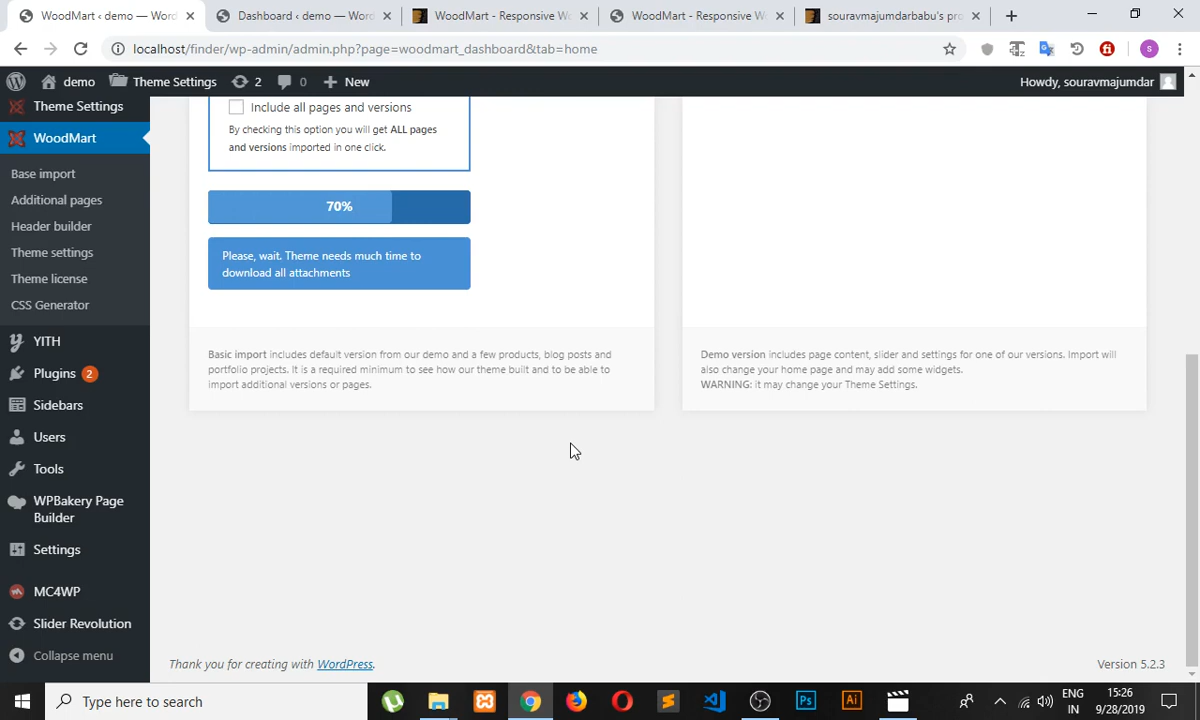 WoodMart ‹ demo — Word
Dashboard ‹ demo — Word
WoodMart - Responsive W
WoodMart - Responsive W
souravmajumdarbabu's pro
localhost/finder/wp-admin/admin.php?page=woodmart_dashboard&tab=home
S
demo
Theme Settings
2
0
New
Howdy, souravmajumdar
Theme Settings
WoodMart
Base import
Additional pages
Header builder
Theme settings
Theme license
CSS Generator
YITH
Plugins 2
Sidebars
Users
Tools
WPBakery Page
Builder
Settings
MC4WP
Slider Revolution
Collapse menu
Include all pages and versions
By checking this option you will get ALL pages
and versions imported in one click.
70%
Please, wait. Theme needs much time to
download all attachments
Basic import includes default version from our demo and a few products, blog posts and
portfolio projects. It is a required minimum to see how our theme built and to be able to
import additional versions or pages.
Demo version includes page content, slider and settings for one of our versions. Import will
also change your home page and may add some widgets.
WARNING: it may change your Theme Settings.
Thank you for creating with WordPress.
Version 5.2.3
Type here to search
Ps
Ai
ENG
IN
15:26
9/28/2019